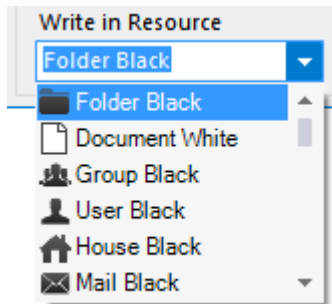 Write in Resource
Folder Black
Folder Black
Document White
Group Black
User Black
House Black
Mail Black